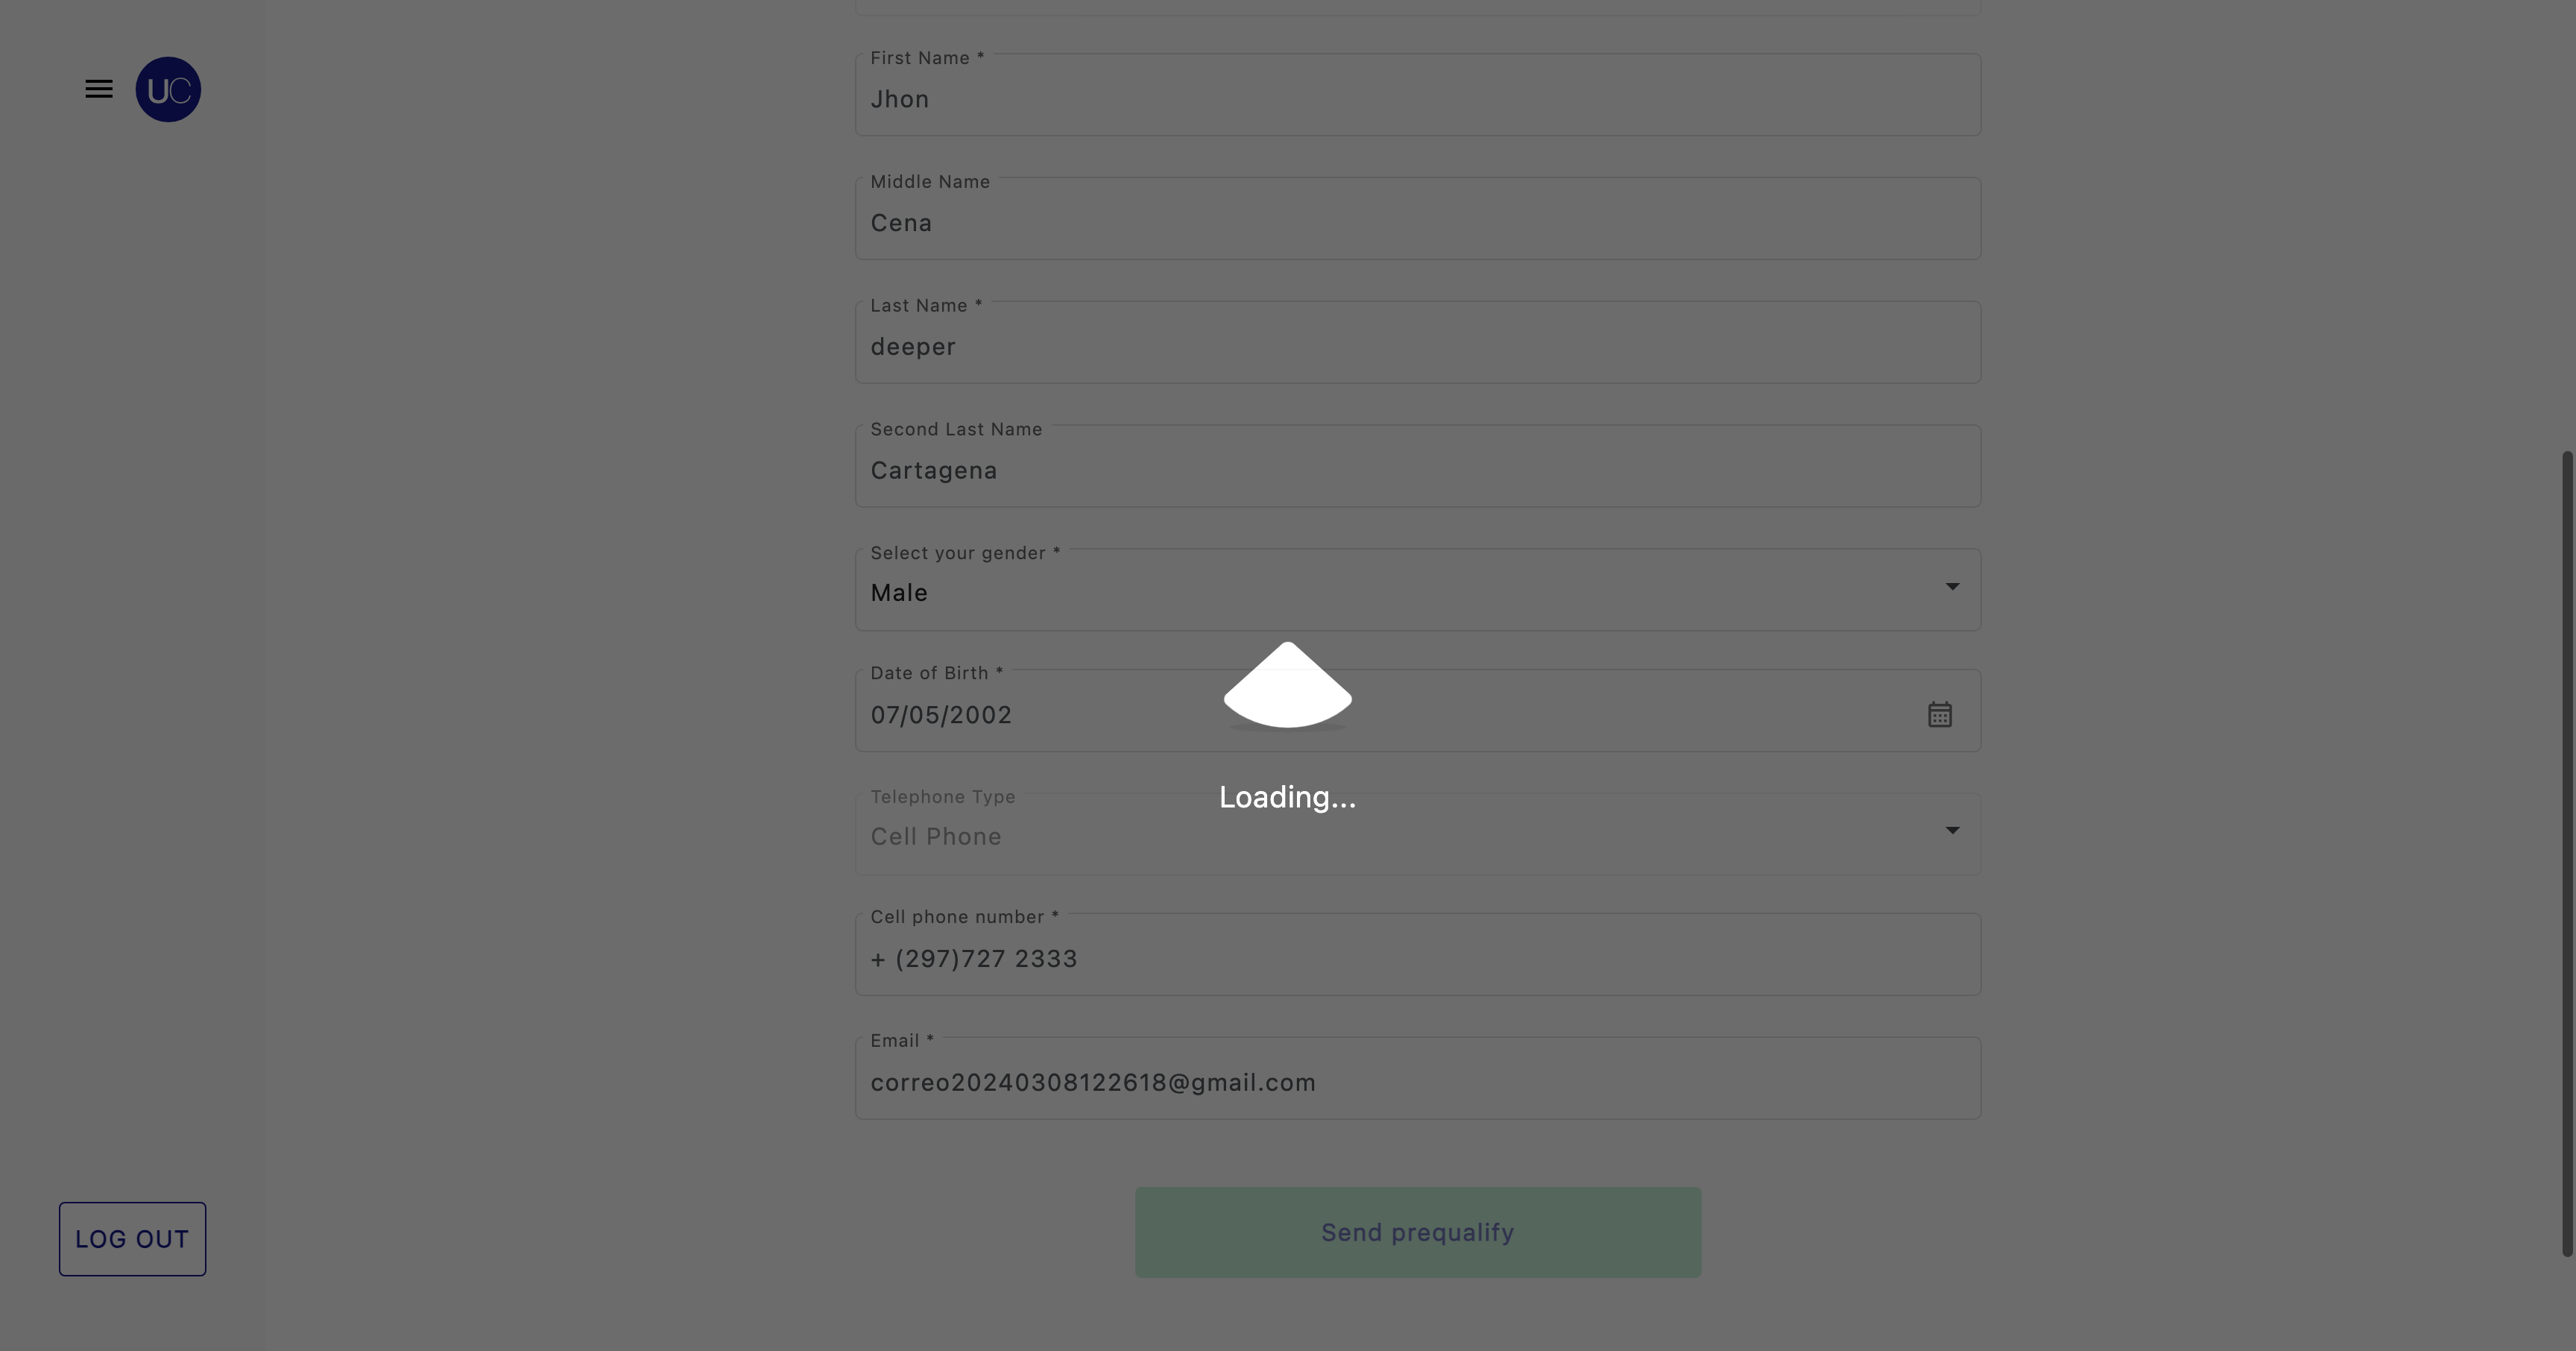 UC
First Name *
Jhon
Middle Name
Cena
Last Name *
deeper
Second Last Name
Cartagena
Select your gender *
Male
Date of Birth *
07/05/2002
Loading...
Telephone Type
Cell Phone
Cell phone number *
+ (297)727 2333
Email *
correo20240308122618@gmail.com
Send prequalify
LOG OUT